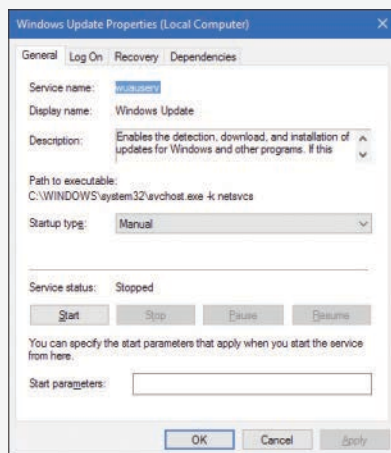 Windows Update Properties (Local Computer)
General Log On Recovery Dependencies
Service name: wuauserv
Display name: Windows Update
Description: Enables the detection, download, and installation of
updates for Windows and other programs. If this
Path to executable:
C:\WINDOWS\system32\svchost.exe -k netsvcs
Startup type: Manual
Service status: Stopped
Start Stop Pause Resume
You can specify the start parameters that apply when you start the service
from here.
Start parameters:
OK Cancel Apply